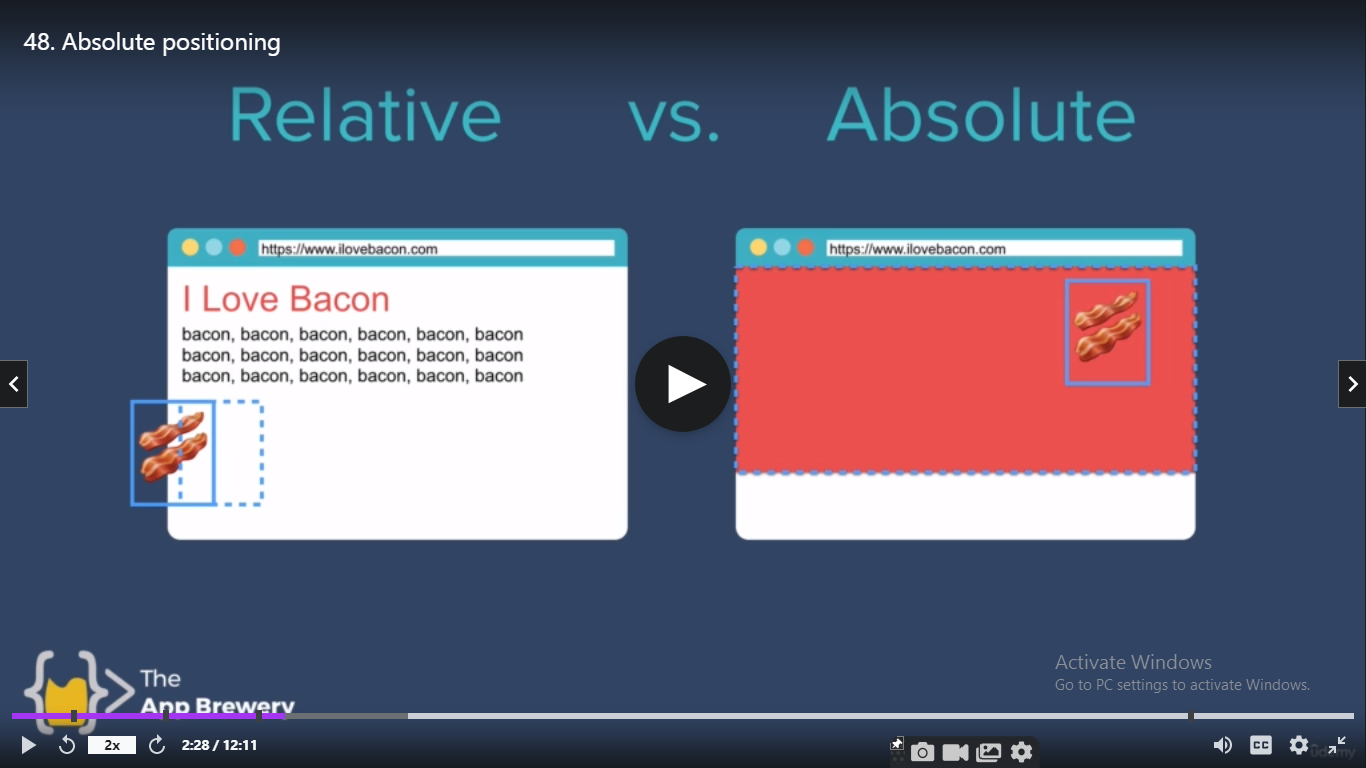 48. Absolute positioning
Relative vs. Absolute
https://www.ilovebacon.com
I Love Bacon
bacon, bacon, bacon, bacon, bacon, bacon
bacon, bacon, bacon, bacon, bacon, bacon
bacon, bacon, bacon, bacon, bacon, bacon
https://www.ilovebacon.com
The
App Brewery
Activate Windows
Go to PC settings to activate Windows.
2x
2:28 / 12:11
CC
udemy